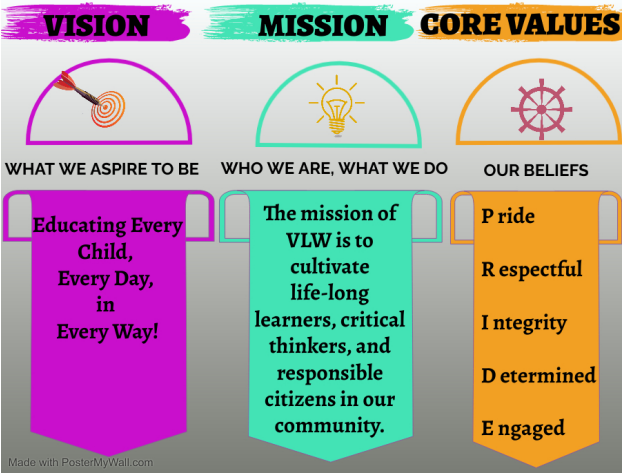 VISION
WHAT WE ASPIRE TO BE
Educating Every
Child,
Every Day,
in
Every Way!
MISSION
WHO WE ARE, WHAT WE DO
The mission of
VLW is to
cultivate
life-long
learners, critical
thinkers, and
responsible
citizens in our
community.
CORE VALUES
OUR BELIEFS
P ride
R espectful
I ntegrity
D etermined
E ngaged
Made with PosterMyWall.com